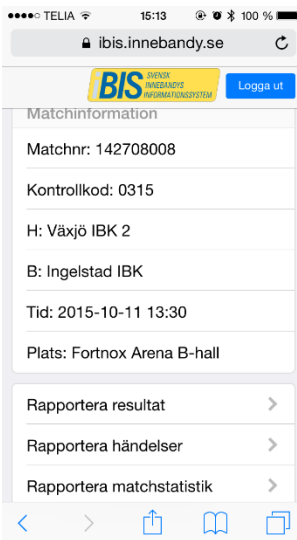 TELIA 15:13 100 %
ibis.innebandy.se
BIS SVENSK INNEBANDYS INFORMATIONSSYSTEM
Logga ut
Matchinformation
Matchnr: 142708008
Kontrollkod: 0315
H: Växjö IBK 2
B: Ingelstad IBK
Tid: 2015-10-11 13:30
Plats: Fortnox Arena B-hall
Rapportera resultat
Rapportera händelser
Rapportera matchstatistik